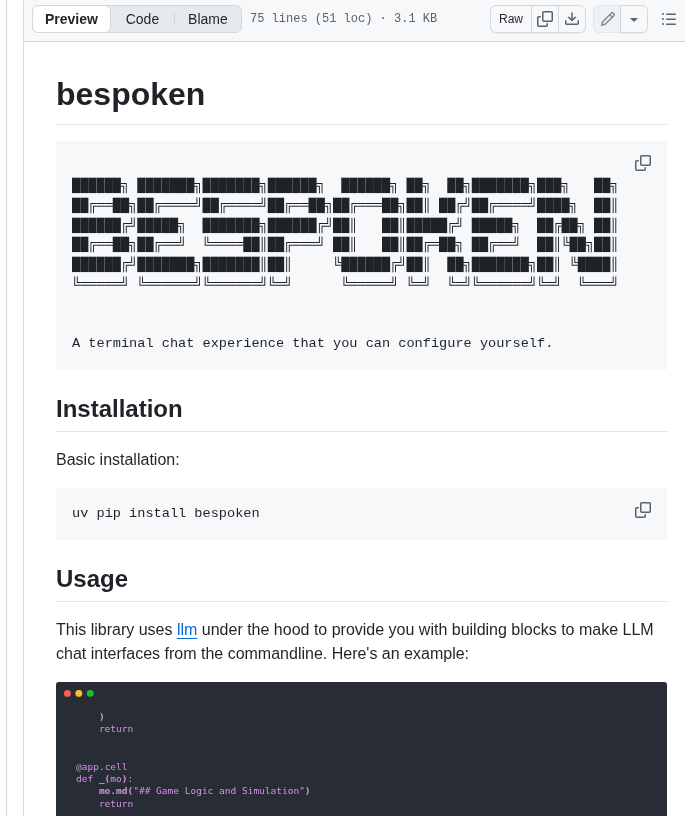 Preview Code Blame 75 lines (51 loc) · 3.1 KB Raw
bespoken
BESPOKEN
A terminal chat experience that you can configure yourself.
Installation
Basic installation:
uv pip install bespoken
Usage
This library uses llm under the hood to provide you with building blocks to make LLM
chat interfaces from the commandline. Here's an example:
)
return
@app.cell
def _(mo):
mo.md("## Game Logic and Simulation")
return